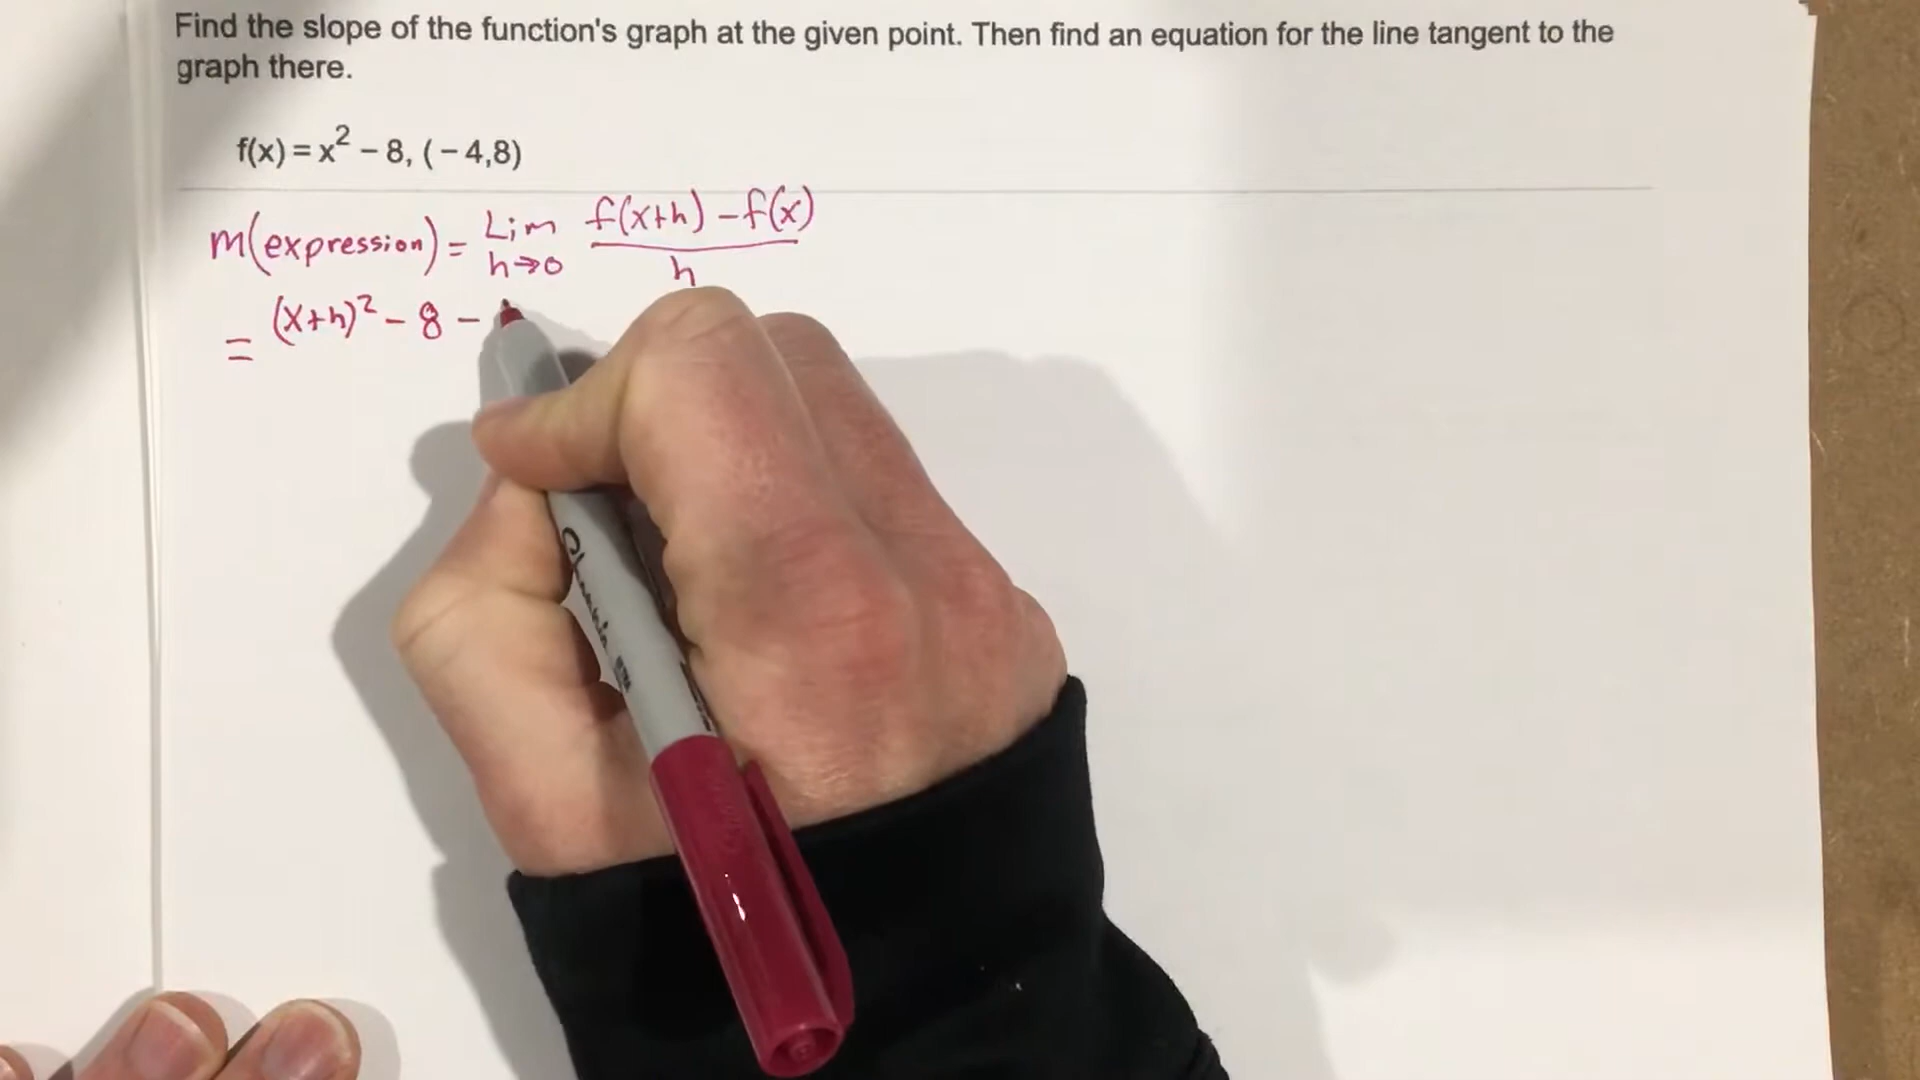 Find the slope of the function's graph at the given point. Then find an equation for the line tangent to the
graph there.
f(x) = x² − 8, ( − 4,8)
m(expression) = Lim f(x+h) − f(x)
h→0 h
= (x+h)² − 8 −